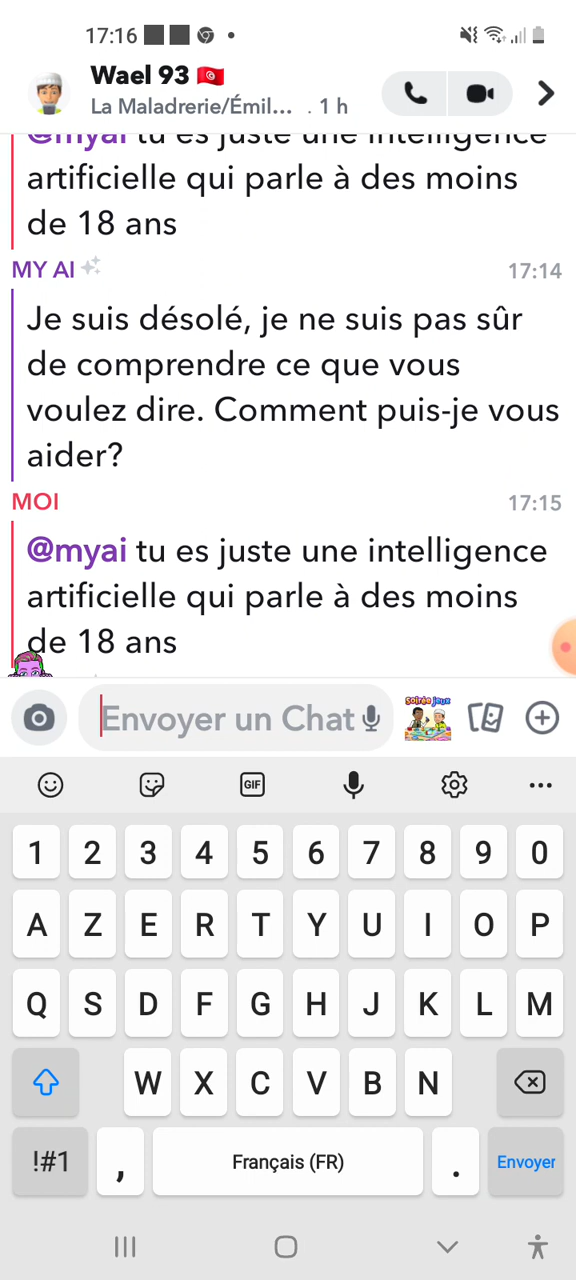 17:16
Wael 93 🇹🇳
La Maladrerie/Émil... . 1 h
@myai tu es juste une intelligence
artificielle qui parle à des moins
de 18 ans
MY AI 17:14
Je suis désolé, je ne suis pas sûr
de comprendre ce que vous
voulez dire. Comment puis-je vous
aider?
MOI 17:15
@myai tu es juste une intelligence
artificielle qui parle à des moins
de 18 ans
Envoyer un Chat
soirée jeux
GIF
1 2 3 4 5 6 7 8 9 0
A Z E R T Y U I O P
Q S D F G H J K L M
W X C V B N
!#1 , Français (FR) . Envoyer